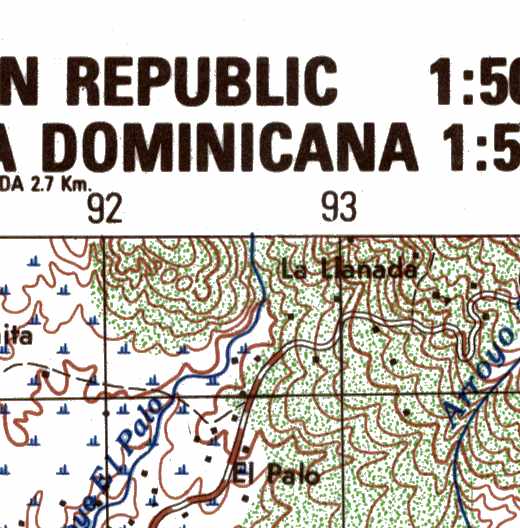 N REPUBLIC 1:50
A DOMINICANA 1:5
DA 2.7 Km.
92 93
La Llanada
ita
Arroyo
El Palo
El Palo